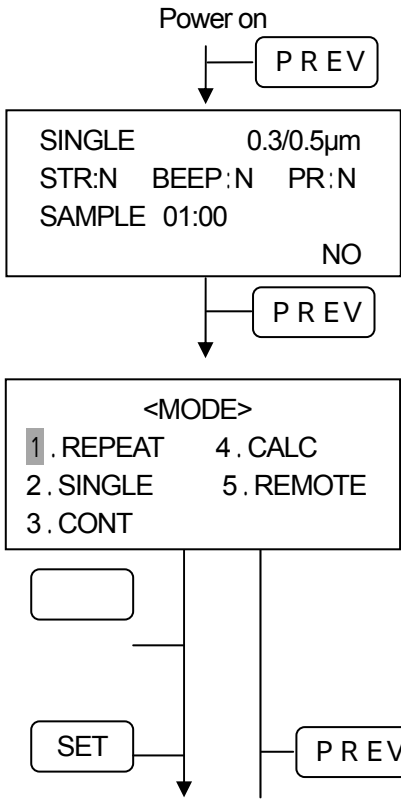 Power on
PREV
SINGLE 0.3/0.5µm
STR:N BEEP:N PR:N
SAMPLE 01:00
NO
PREV
<MODE>
1.REPEAT 4.CALC
2.SINGLE 5.REMOTE
3.CONT
SET PREV